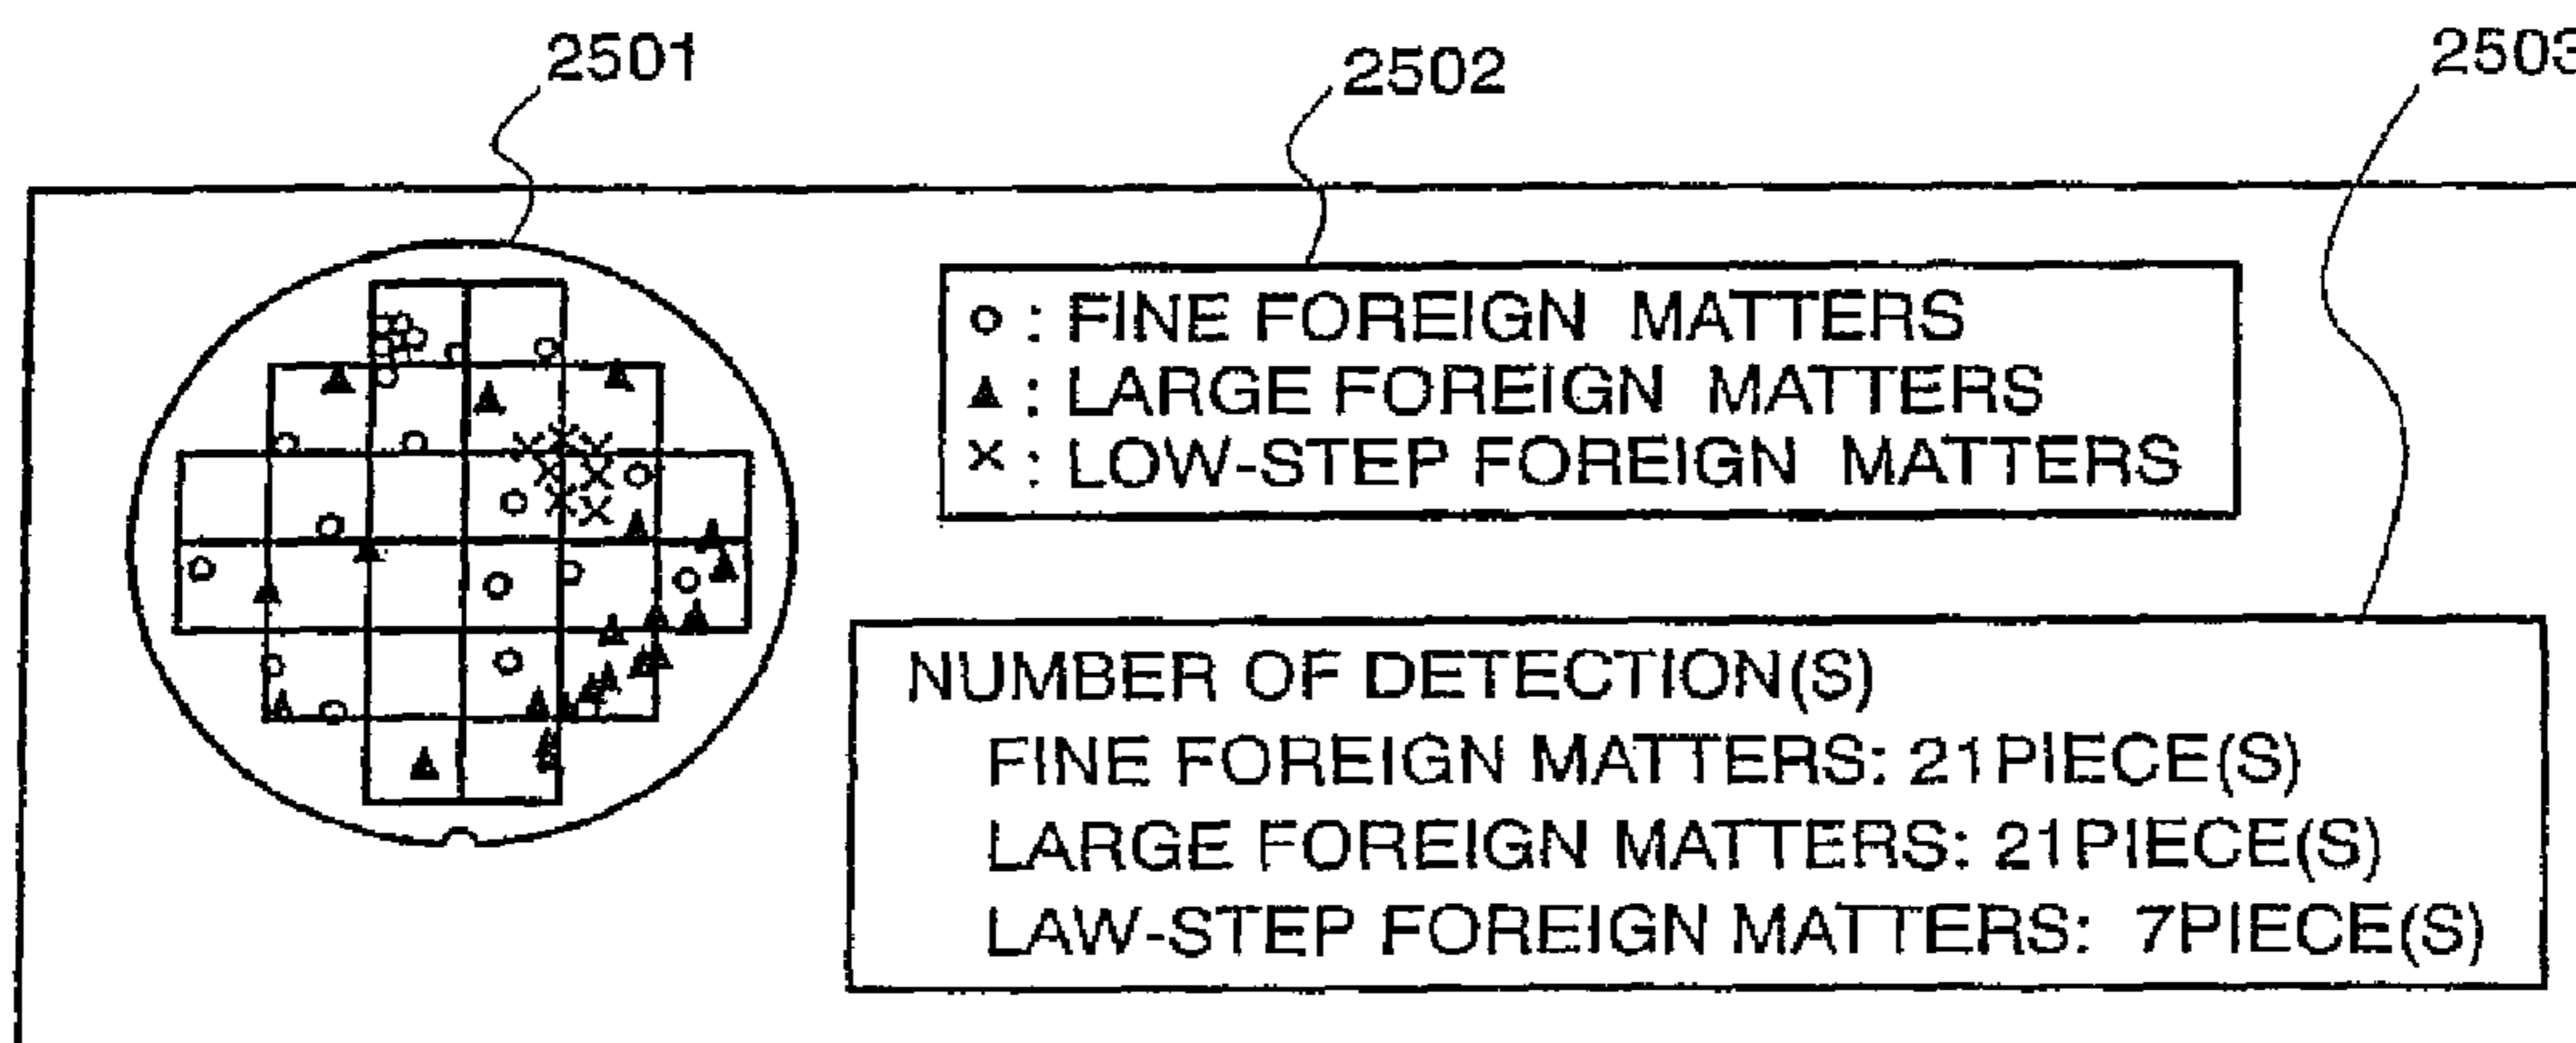 2501
2502
2503
o : FINE FOREIGN MATTERS
▲ : LARGE FOREIGN MATTERS
× : LOW-STEP FOREIGN MATTERS
NUMBER OF DETECTION(S)
FINE FOREIGN MATTERS: 21PIECE(S)
LARGE FOREIGN MATTERS: 21PIECE(S)
LAW-STEP FOREIGN MATTERS: 7PIECE(S)